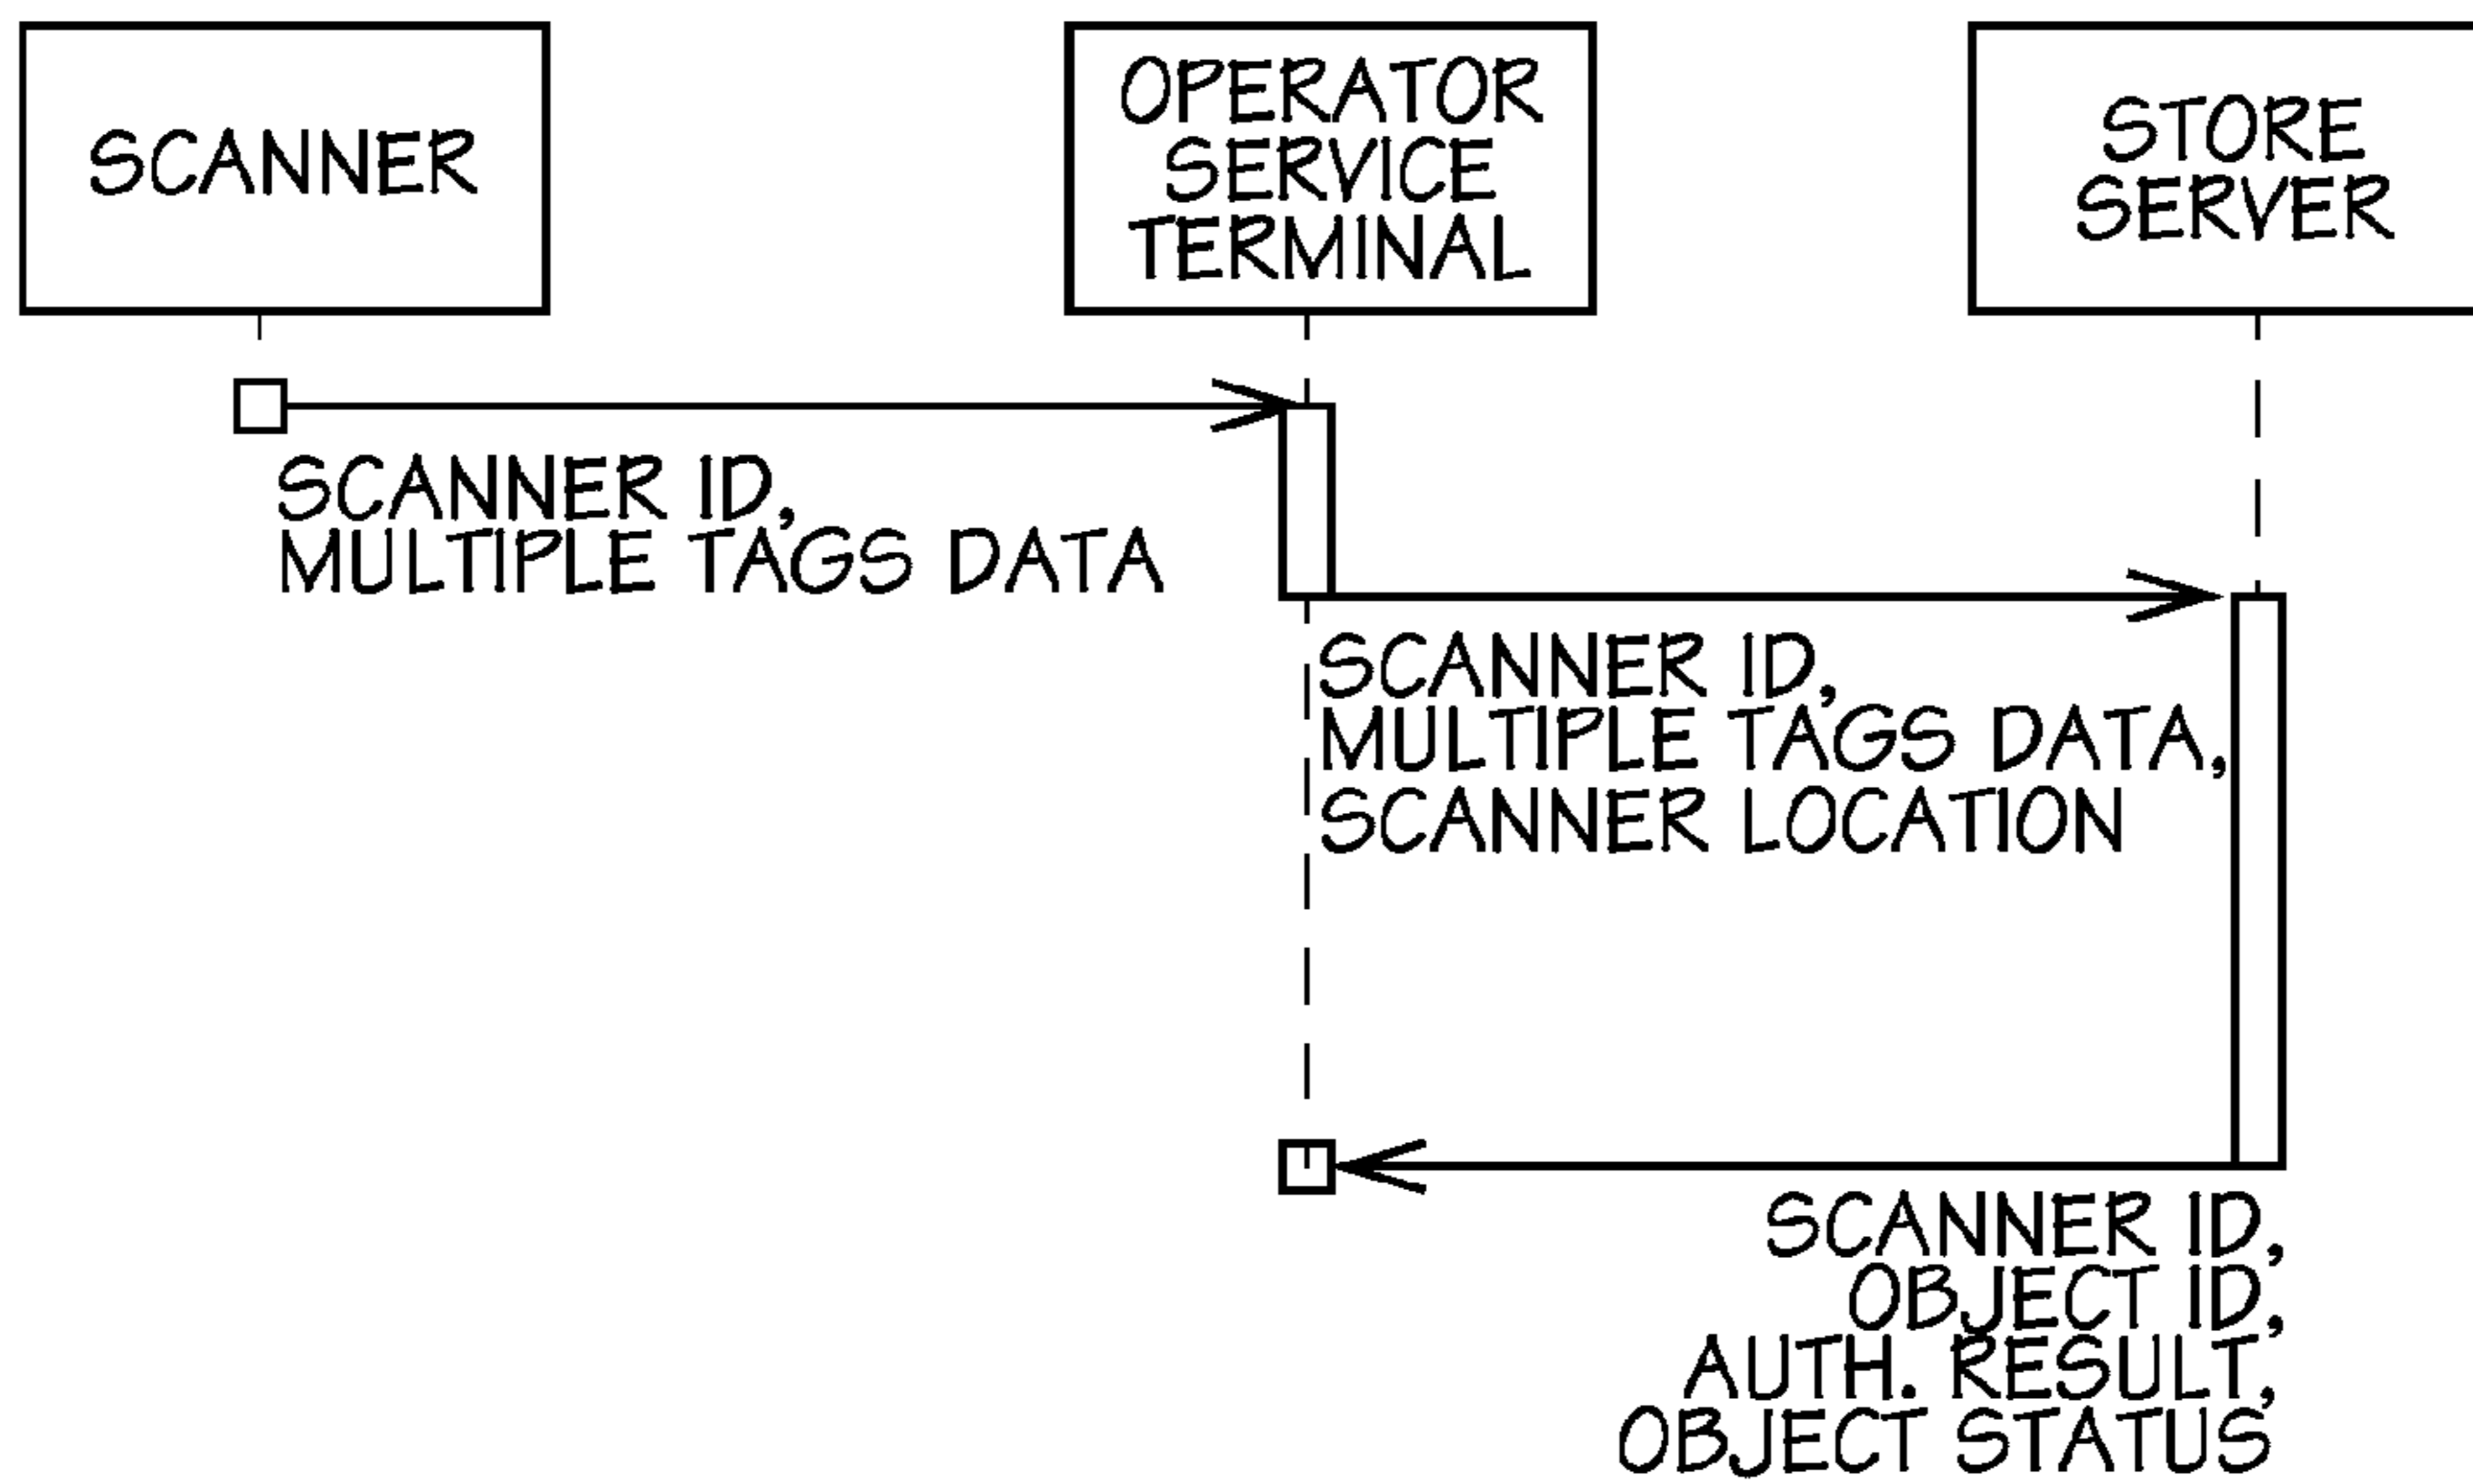 SCANNER
OPERATOR
SERVICE
TERMINAL
STORE
SERVER
SCANNER ID,
MULTIPLE TAGS DATA
SCANNER ID,
MULTIPLE TAGS DATA,
SCANNER LOCATION
SCANNER ID,
OBJECT ID,
AUTH. RESULT,
OBJECT STATUS